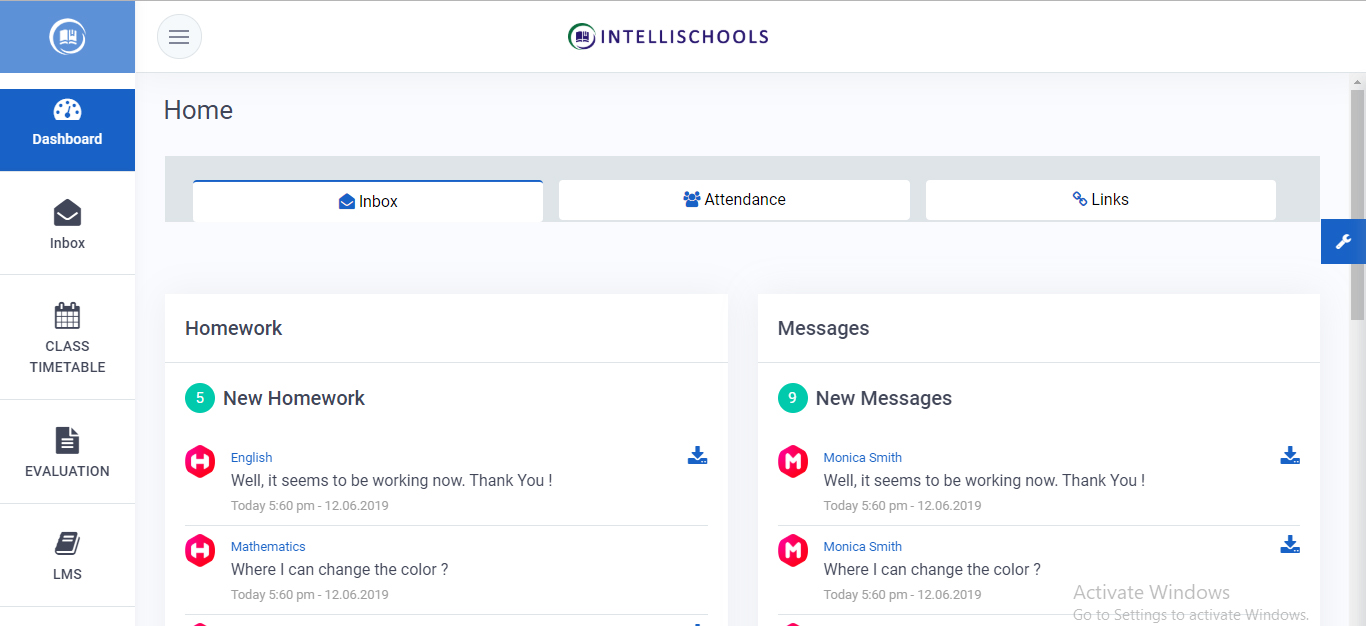 INTELLISCHOOLS
Dashboard
Inbox
CLASS
TIMETABLE
EVALUATION
LMS
Home
Inbox
Attendance
Links
Homework
5 New Homework
H English
Well, it seems to be working now. Thank You !
Today 5:60 pm - 12.06.2019
H Mathematics
Where I can change the color ?
Today 5:60 pm - 12.06.2019
Messages
9 New Messages
M Monica Smith
Well, it seems to be working now. Thank You !
Today 5:60 pm - 12.06.2019
M Monica Smith
Where I can change the color ?
Today 5:60 pm - 12.06.2019
Activate Windows
Go to Settings to activate Windows.